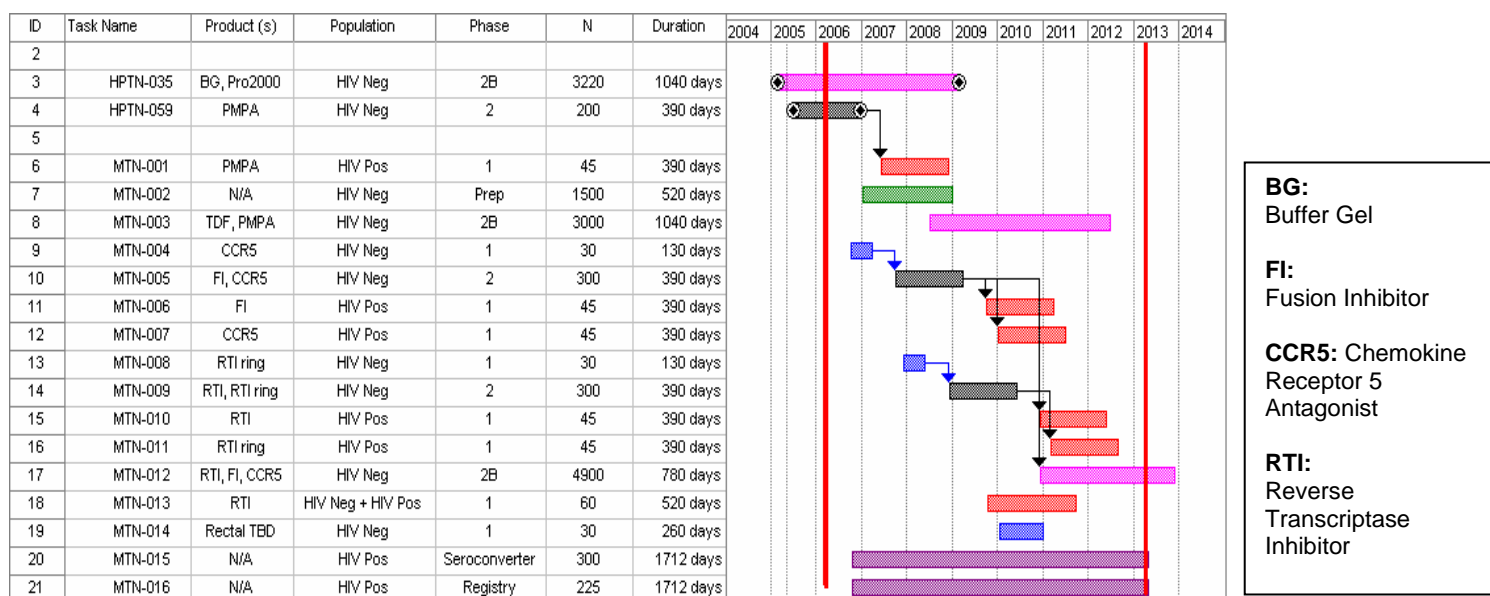 ID Task Name Product (s) Population Phase N Duration 2004 2005 2006 2007 2008 2009 2010 2011 2012 2013 2014
2
3 HPTN-035 BG, Pro2000 HIV Neg 2B 3220 1040 days
4 HPTN-059 PMPA HIV Neg 2 200 390 days
5
6 MTN-001 PMPA HIV Pos 1 45 390 days
7 MTN-002 N/A HIV Neg Prep 1500 520 days
8 MTN-003 TDF, PMPA HIV Neg 2B 3000 1040 days
9 MTN-004 CCR5 HIV Neg 1 30 130 days
10 MTN-005 FI, CCR5 HIV Neg 2 300 390 days
11 MTN-006 FI HIV Pos 1 45 390 days
12 MTN-007 CCR5 HIV Pos 1 45 390 days
13 MTN-008 RTI ring HIV Neg 1 30 130 days
14 MTN-009 RTI, RTI ring HIV Neg 2 300 390 days
15 MTN-010 RTI HIV Pos 1 45 390 days
16 MTN-011 RTI ring HIV Pos 1 45 390 days
17 MTN-012 RTI, FI, CCR5 HIV Neg 2B 4900 780 days
18 MTN-013 RTI HIV Neg + HIV Pos 1 60 520 days
19 MTN-014 Rectal TBD HIV Neg 1 30 260 days
20 MTN-015 N/A HIV Pos Seroconverter 300 1712 days
21 MTN-016 N/A HIV Pos Registry 225 1712 days
BG:
Buffer Gel
FI:
Fusion Inhibitor
CCR5: Chemokine
Receptor 5
Antagonist
RTI:
Reverse
Transcriptase
Inhibitor